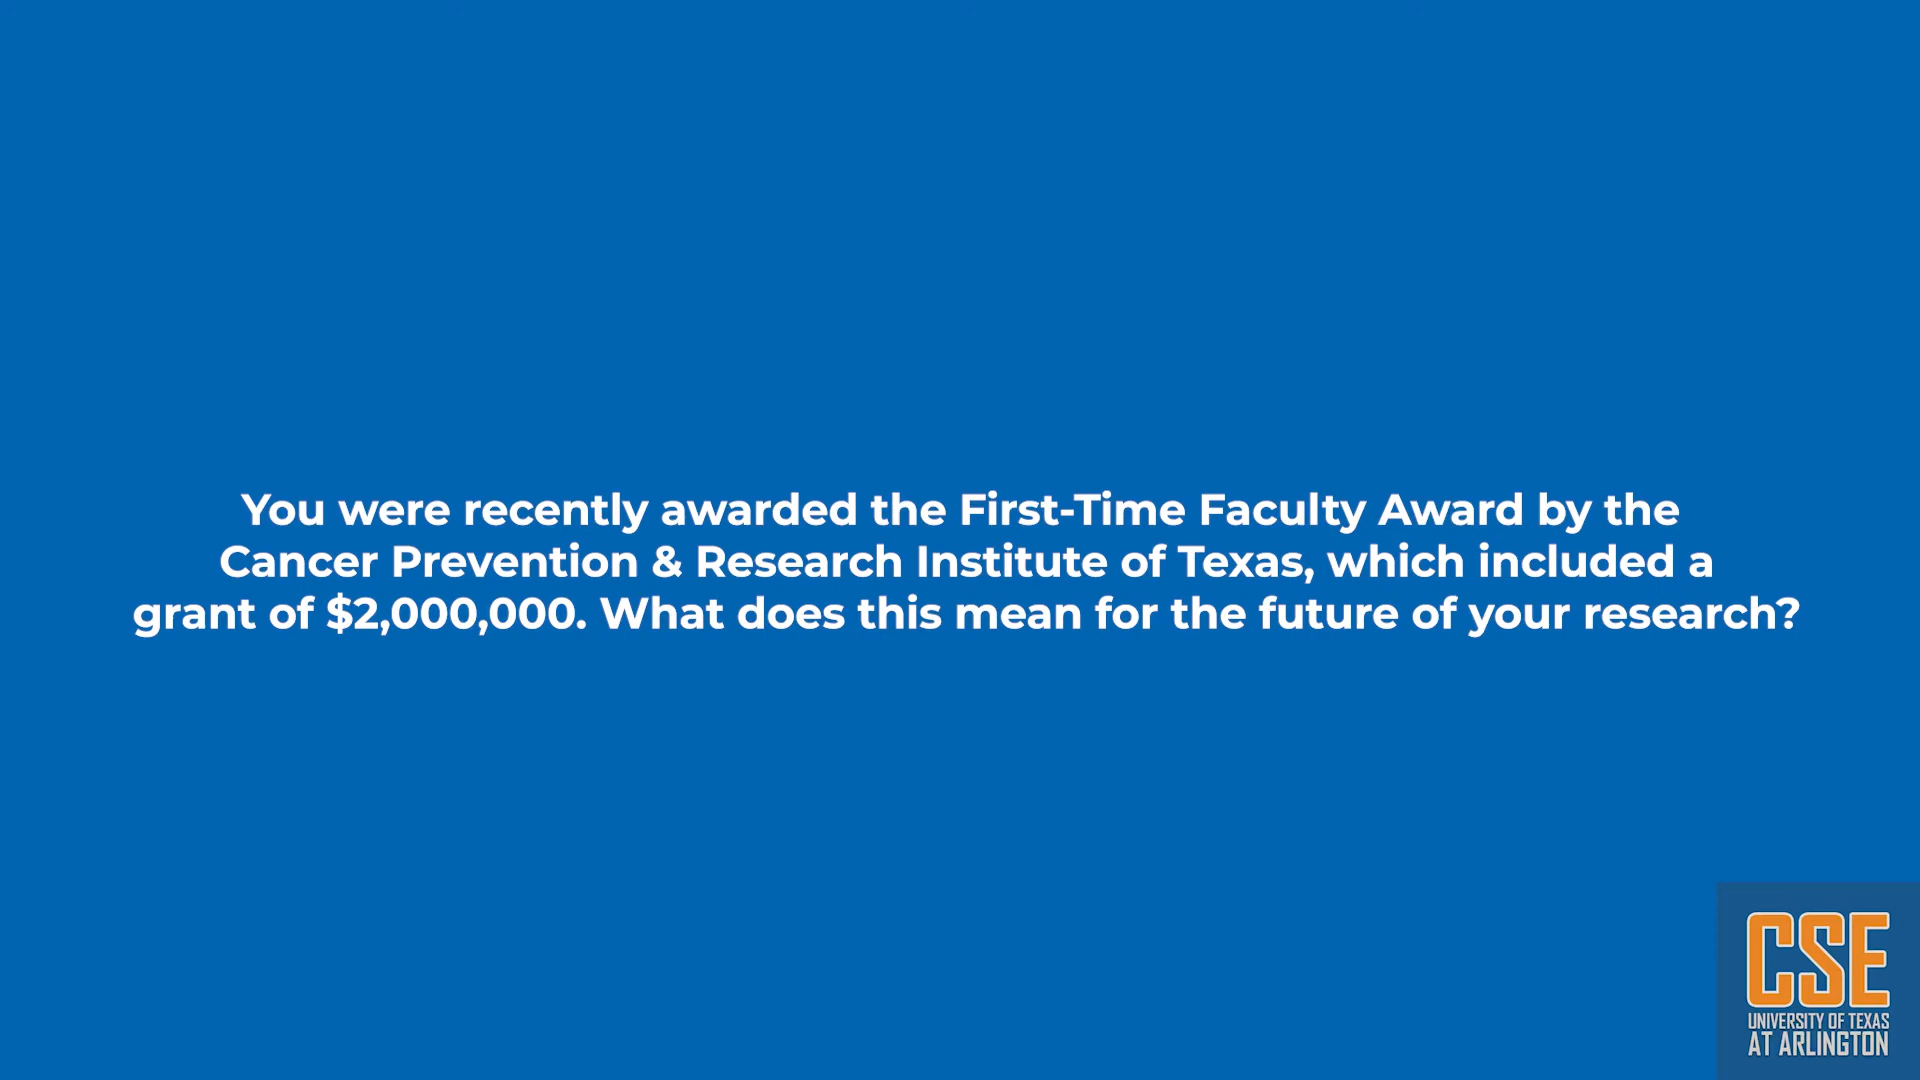 You were recently awarded the First-Time Faculty Award by the
Cancer Prevention & Research Institute of Texas, which included a
grant of $2,000,000. What does this mean for the future of your research?
CSE
UNIVERSITY OF TEXAS
AT ARLINGTON